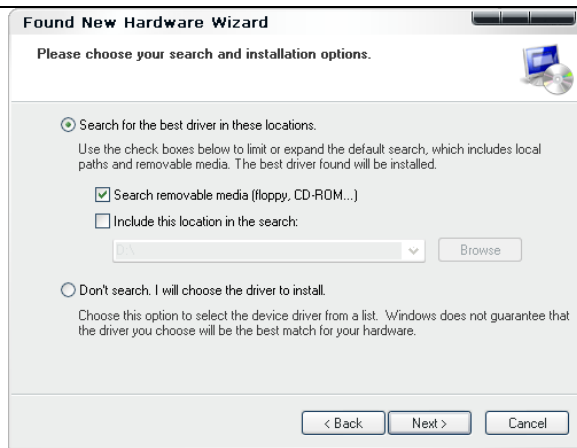 Found New Hardware Wizard
Please choose your search and installation options.
Search for the best driver in these locations.
Use the check boxes below to limit or expand the default search, which includes local
paths and removable media. The best driver found will be installed.
Search removable media (floppy, CD-ROM...)
Include this location in the search:
D:\
Browse
Don't search. I will choose the driver to install.
Choose this option to select the device driver from a list. Windows does not guarantee that
the driver you choose will be the best match for your hardware.
< Back Next > Cancel